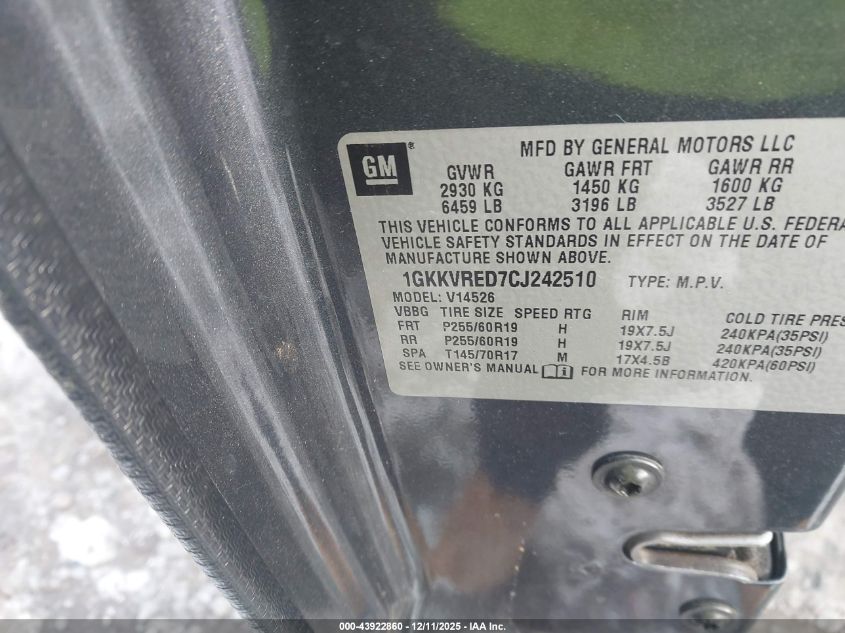 GM
MFD BY GENERAL MOTORS LLC
GVWR GAWR FRT GAWR RR
2930 KG 1450 KG 1600 KG
6459 LB 3196 LB 3527 LB
THIS VEHICLE CONFORMS TO ALL APPLICABLE U.S. FEDERA
VEHICLE SAFETY STANDARDS IN EFFECT ON THE DATE OF
MANUFACTURE SHOWN ABOVE.
1GKKVRED7CJ242510 TYPE: M.P.V.
MODEL: V14526
VBBG TIRE SIZE SPEED RTG RIM COLD TIRE PRES
FRT P255/60R19 H 19X7.5J 240KPA(35PSI)
RR P255/60R19 H 19X7.5J 240KPA(35PSI)
SPA T145/70R17 M 17X4.5B 420KPA(60PSI)
SEE OWNER'S MANUAL FOR MORE INFORMATION.
000-43922860 - 12/11/2025 - IAA Inc.